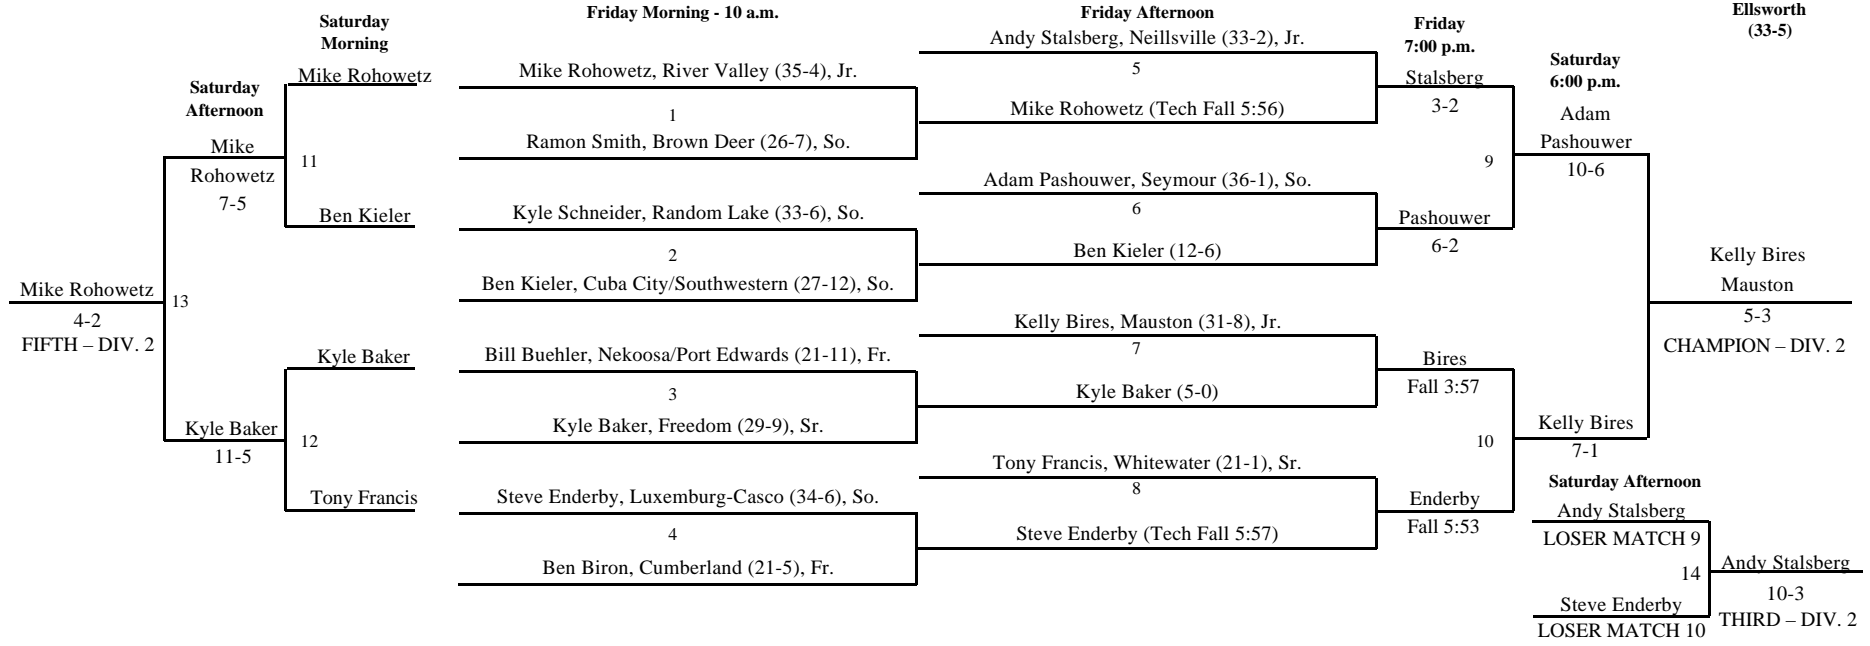 Saturday
Morning
Friday Morning - 10 a.m.
Friday Afternoon
Friday
7:00 p.m.
Ellsworth
(33-5)
Saturday
6:00 p.m.
Saturday
Afternoon
Mike Rohowetz
Mike
Rohowetz
7-5
11
Ben Kieler
Mike Rohowetz
4-2
FIFTH – DIV. 2
13
Kyle Baker
Kyle Baker
11-5
12
Tony Francis
Mike Rohowetz, River Valley (35-4), Jr.
1
Ramon Smith, Brown Deer (26-7), So.
Kyle Schneider, Random Lake (33-6), So.
2
Ben Kieler, Cuba City/Southwestern (27-12), So.
Bill Buehler, Nekoosa/Port Edwards (21-11), Fr.
3
Kyle Baker, Freedom (29-9), Sr.
Steve Enderby, Luxemburg-Casco (34-6), So.
4
Ben Biron, Cumberland (21-5), Fr.
Andy Stalsberg, Neillsville (33-2), Jr.
5
Mike Rohowetz (Tech Fall 5:56)
Adam Pashouwer, Seymour (36-1), So.
6
Ben Kieler (12-6)
Kelly Bires, Mauston (31-8), Jr.
7
Kyle Baker (5-0)
Tony Francis, Whitewater (21-1), Sr.
8
Steve Enderby (Tech Fall 5:57)
Stalsberg
3-2
9
Pashouwer
6-2
Bires
Fall 3:57
10
Enderby
Fall 5:53
Adam
Pashouwer
10-6
Kelly Bires
7-1
Kelly Bires
Mauston
5-3
CHAMPION – DIV. 2
Saturday Afternoon
Andy Stalsberg
LOSER MATCH 9
14
Steve Enderby
LOSER MATCH 10
Andy Stalsberg
10-3
THIRD – DIV. 2